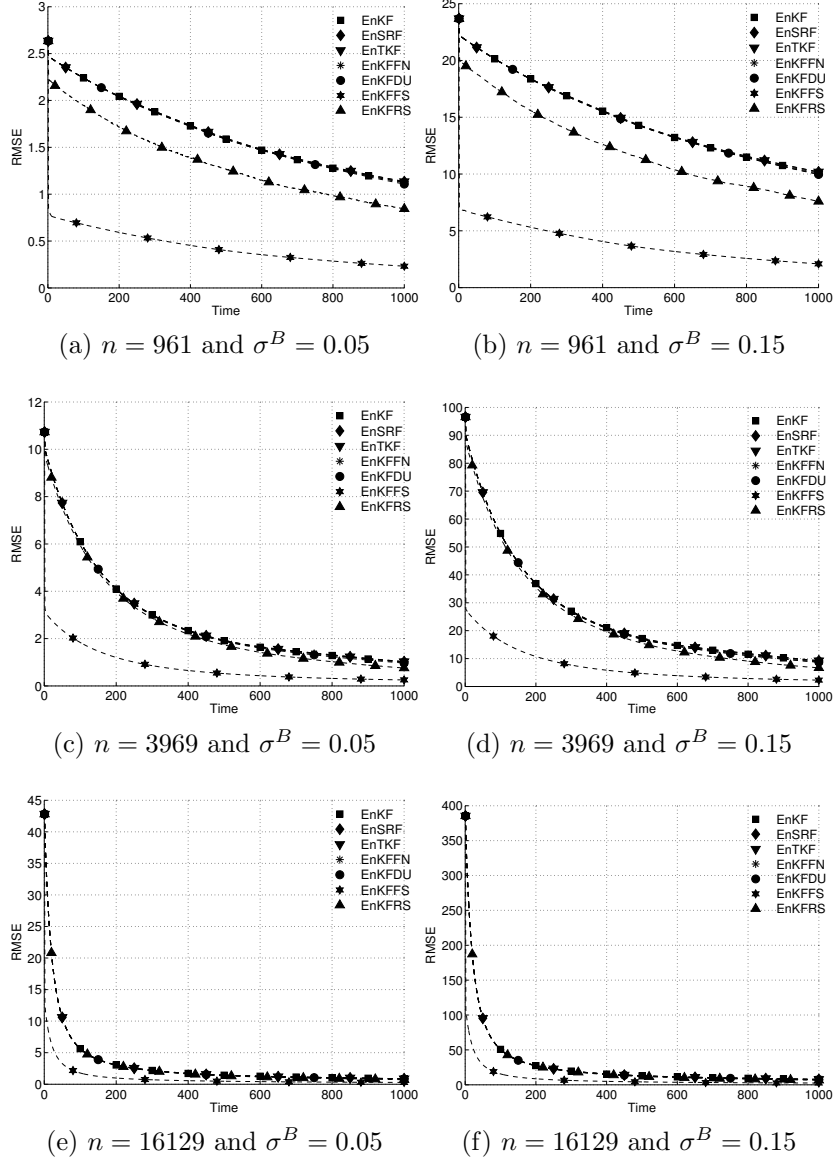 3
2.5
2
1.5
1
0.5
0
RMSE
0 200 400 600 800 1000
Time
EnKF
EnSRF
EnTKF
EnKFFN
EnKFDU
EnKFFS
EnKFRS
(a) n = 961 and σ^B = 0.05
25
20
15
10
5
0
RMSE
0 200 400 600 800 1000
Time
EnKF
EnSRF
EnTKF
EnKFFN
EnKFDU
EnKFFS
EnKFRS
(b) n = 961 and σ^B = 0.15
12
10
8
6
4
2
0
RMSE
0 200 400 600 800 1000
Time
EnKF
EnSRF
EnTKF
EnKFFN
EnKFDU
EnKFFS
EnKFRS
(c) n = 3969 and σ^B = 0.05
100
90
80
70
60
50
40
30
20
10
0
RMSE
0 200 400 600 800 1000
Time
EnKF
EnSRF
EnTKF
EnKFFN
EnKFDU
EnKFFS
EnKFRS
(d) n = 3969 and σ^B = 0.15
45
40
35
30
25
20
15
10
5
0
RMSE
0 200 400 600 800 1000
Time
EnKF
EnSRF
EnTKF
EnKFFN
EnKFDU
EnKFFS
EnKFRS
(e) n = 16129 and σ^B = 0.05
400
350
300
250
200
150
100
50
0
RMSE
0 200 400 600 800 1000
Time
EnKF
EnSRF
EnTKF
EnKFFN
EnKFDU
EnKFFS
EnKFRS
(f) n = 16129 and σ^B = 0.15